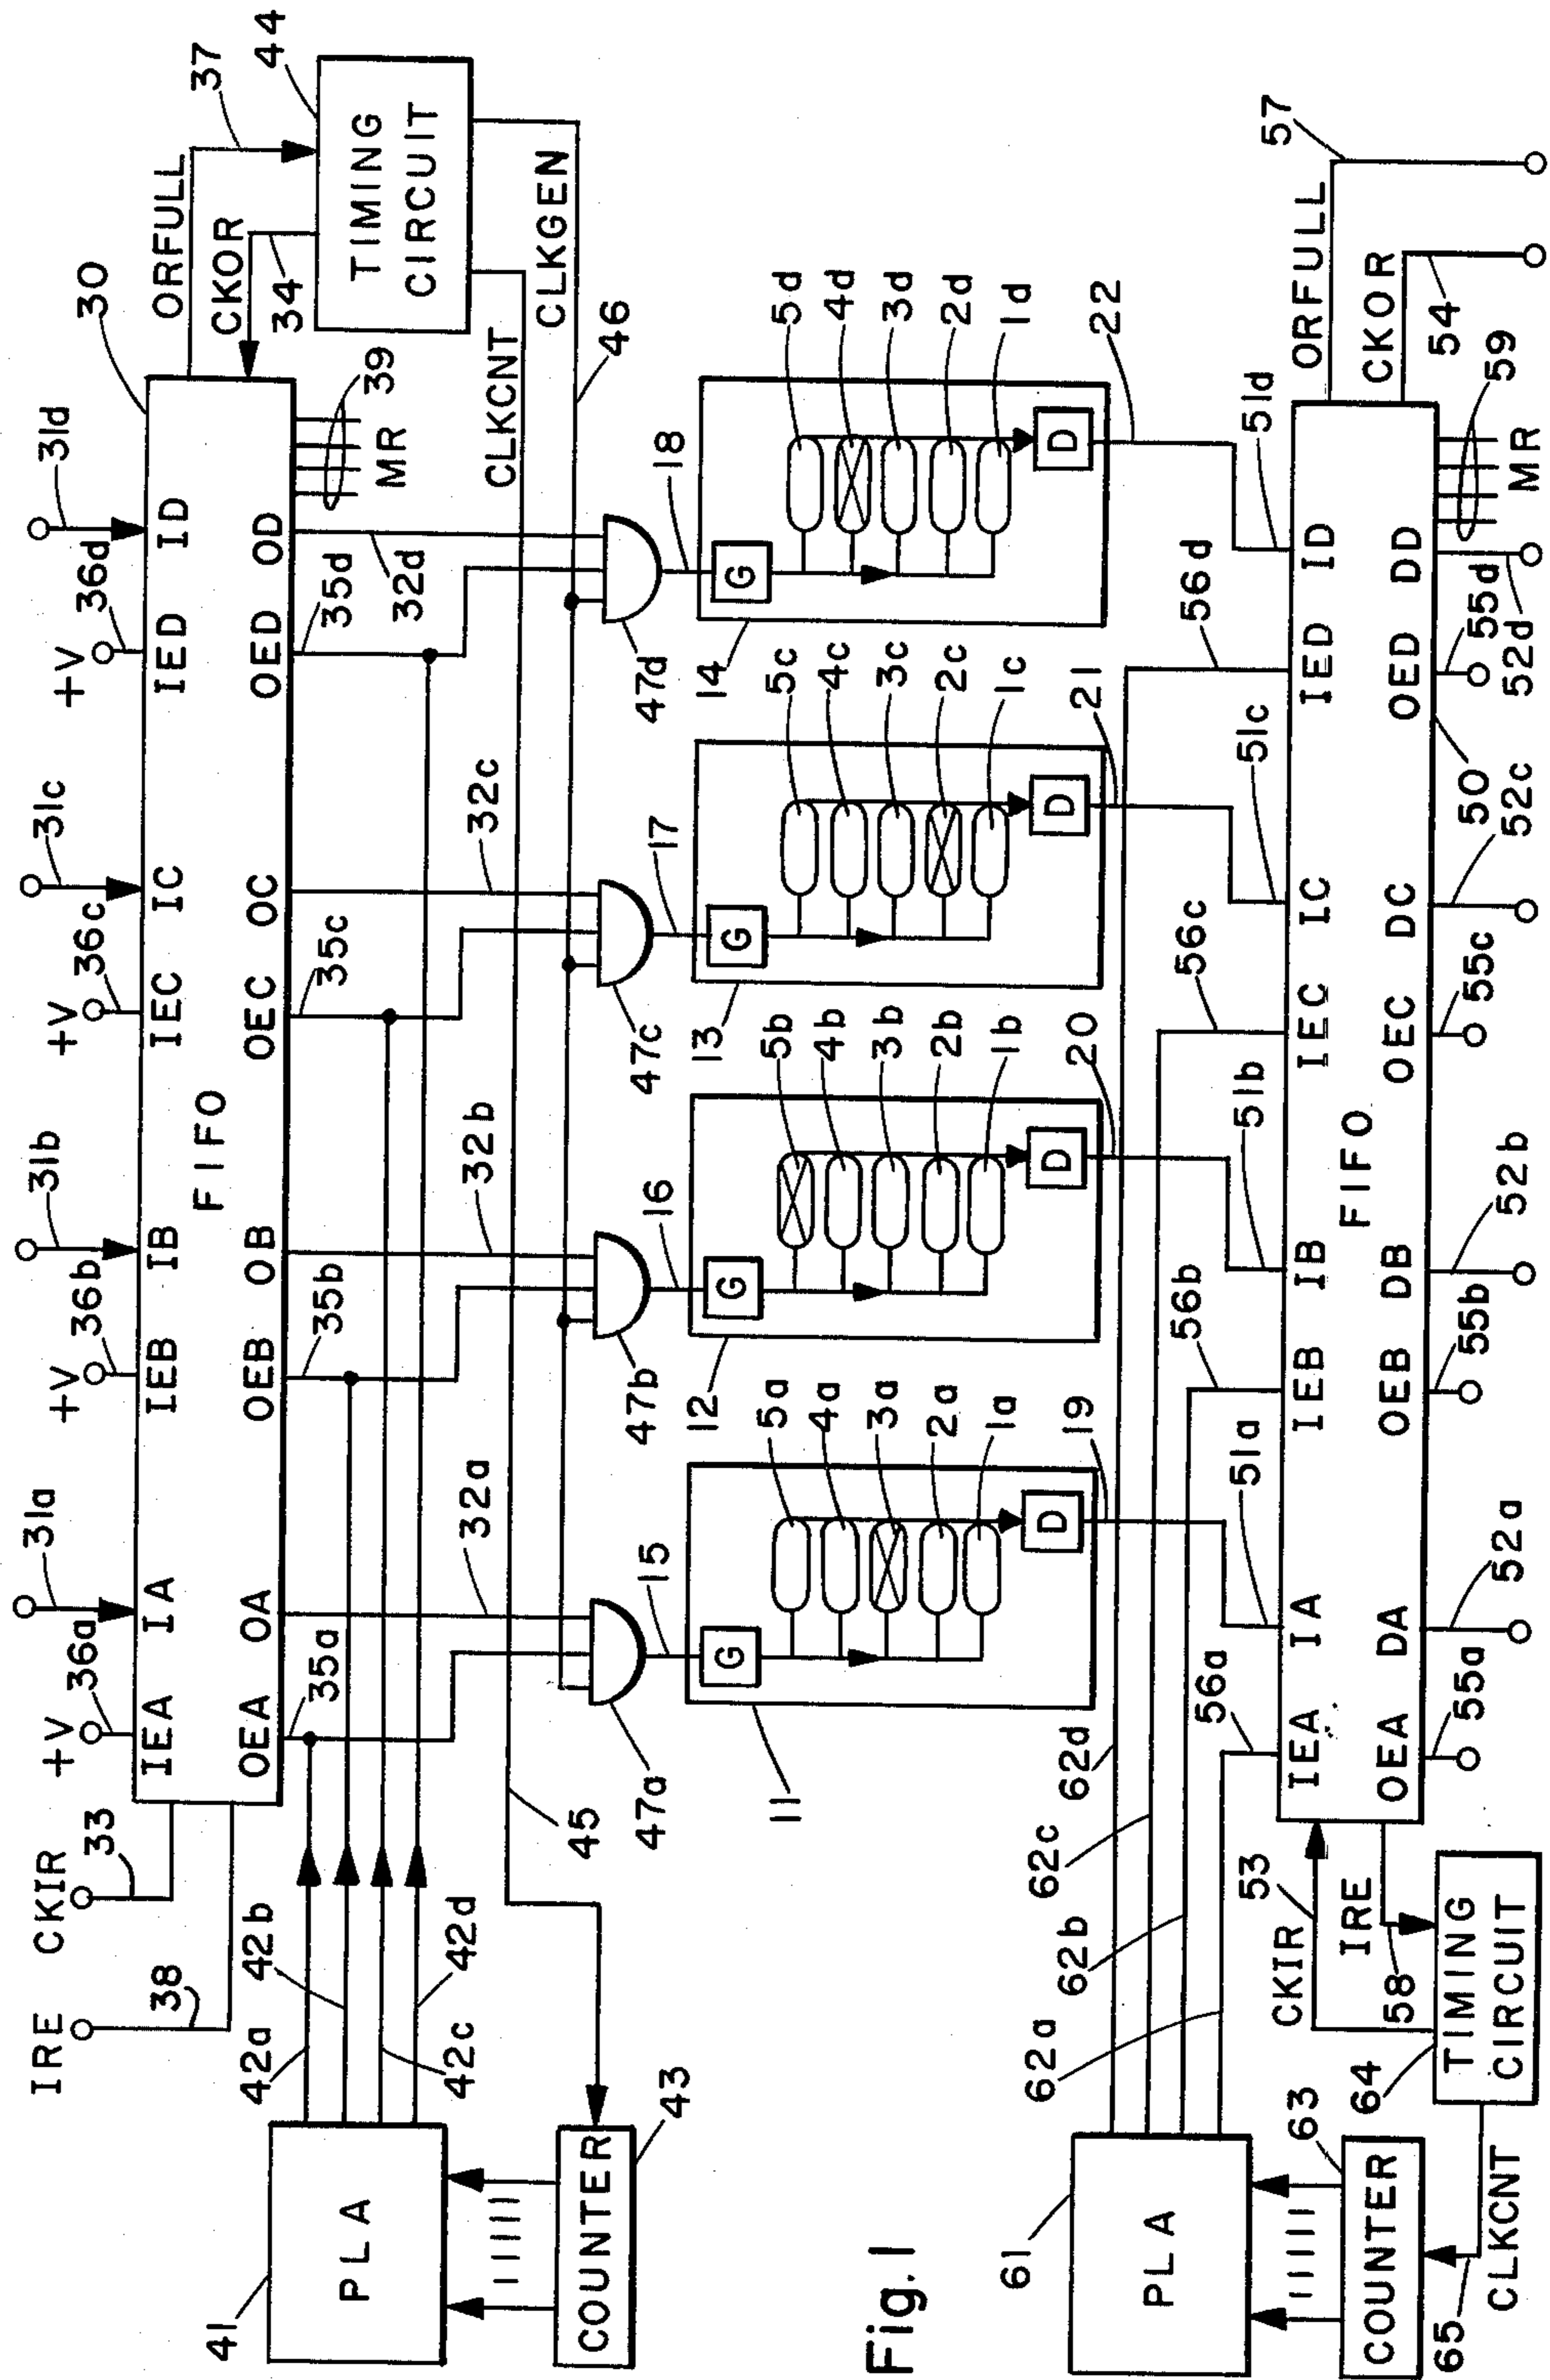 31a
31b
31c
31d
30
ORFULL
37
44
IRE
CKIR
33
+V
36a
+V
36b
+V
36c
+V
36d
CKOR
34
TIMING
CIRCUIT
38
IEA
IA
IEB
IB
IEC
IC
IED
ID
FIFO
OEA
OA
OEB
OB
OEC
OC
OED
OD
39
MR
41
PLA
42a
42b
42c
42d
35a
35b
35c
35d
32a
32b
32c
32d
CLKCNT
CLKGEN
46
COUNTER
43
45
47a
47b
47c
47d
15
16
17
18
11
12
13
14
G
G
G
G
5a
4a
3a
2a
1a
5b
4b
3b
2b
1b
5c
4c
3c
2c
1c
5d
4d
3d
2d
1d
D
D
D
D
19
20
21
22
Fig. 1
61
PLA
62a
62b
62c
62d
56a
51a
56b
51b
56c
51c
56d
51d
ORFULL
57
63
COUNTER
64
CKIR
53
IRE
58
IEA
IA
IEB
IB
IEC
IC
IED
ID
FIFO
OEA
DA
OEB
DB
OEC
DC
OED
DD
CKOR
54
59
MR
65
CLKCNT
TIMING
CIRCUIT
55a
52a
55b
52b
55c
52c
50
55d
52d